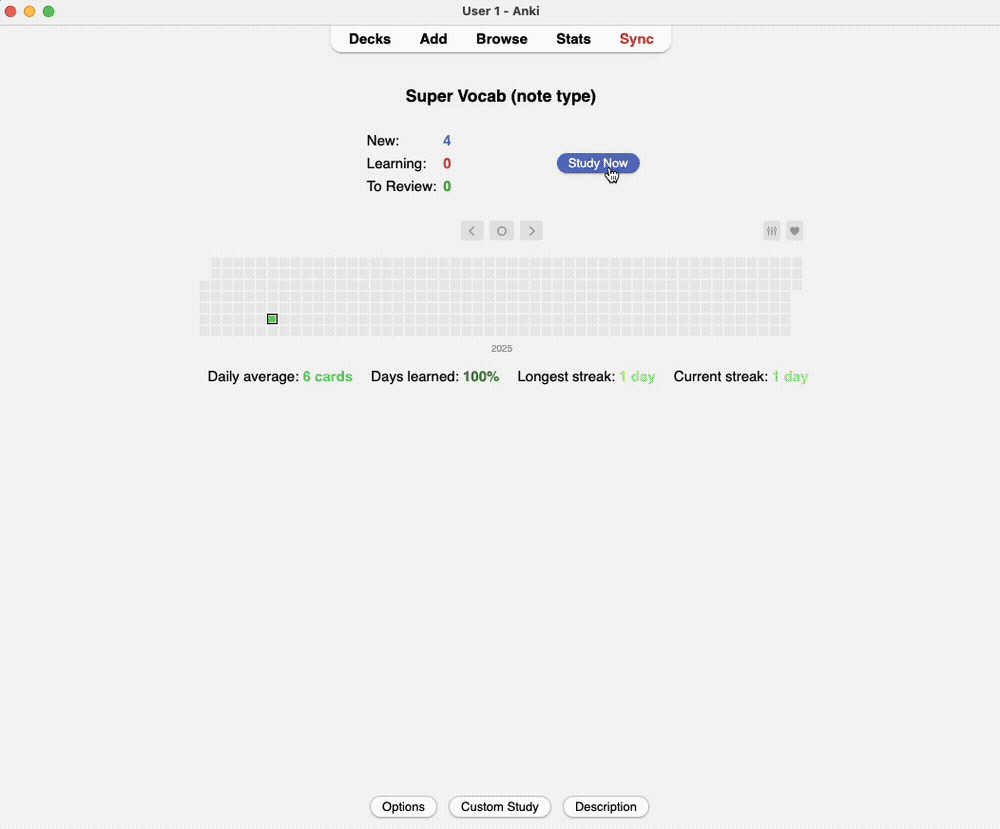 User 1 - Anki
Decks Add Browse Stats Sync
Super Vocab (note type)
New: 4
Learning: 0
To Review: 0
Study Now
2025
Daily average: 6 cards Days learned: 100% Longest streak: 1 day Current streak: 1 day
Options Custom Study Description